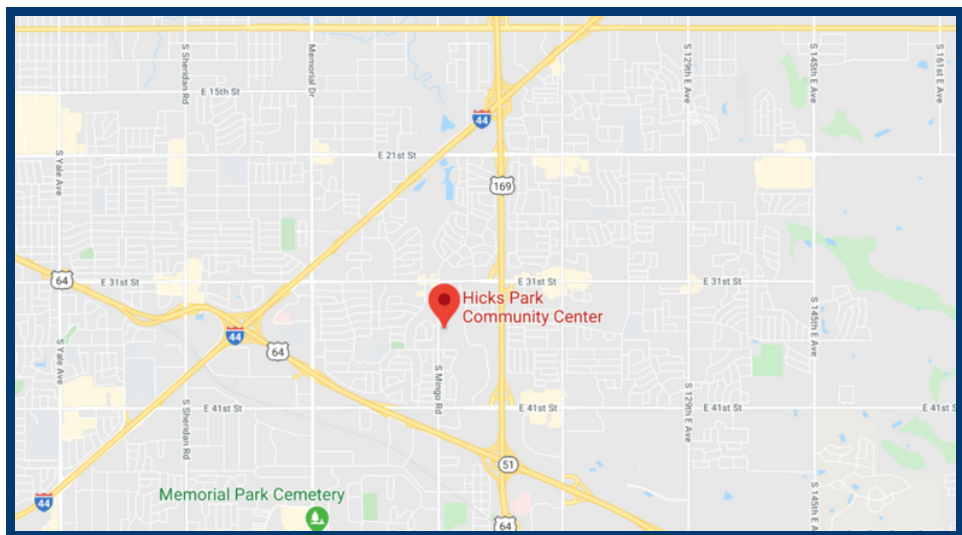 S Sheridan Rd
Memorial Dr
S 129th E Ave
S 145th E Ave
S 161st E Ave
E 15th St
44
S Yale Ave
E 21st St
169
64
E 31st St
E 31st St
E 31st St
Hicks Park
Community Center
44
64
S Yale Ave
S 145th E Ave
S Mingo Rd
S Sheridan Rd
S 129th E Ave
E 41st St
E 41st St
E 41st St
E 41st S
51
S 145th E A
Memorial Park Cemetery
44
64